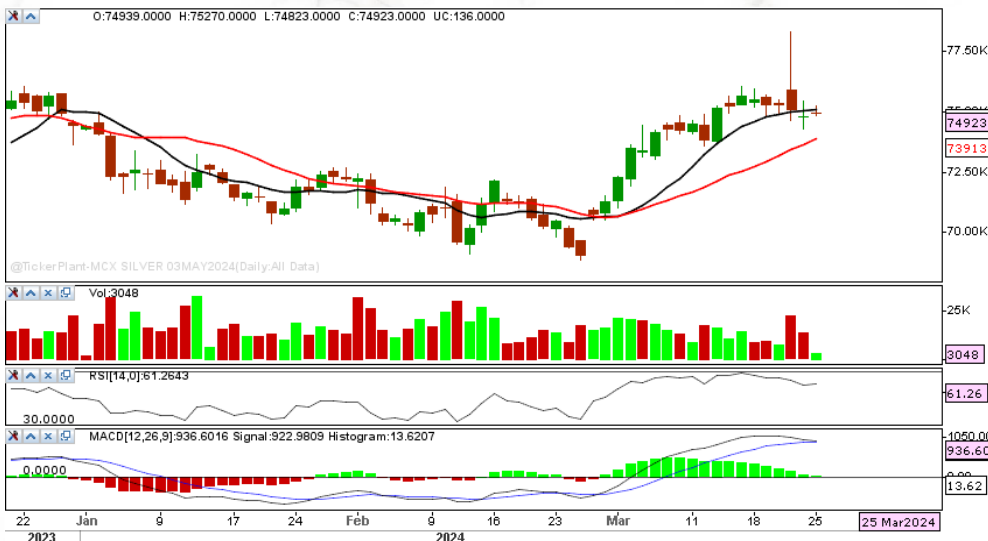 O:74939.0000 H:75270.0000 L:74823.0000 C:74923.0000 UC:136.0000
77.50K
74923
73913
72.50K
70.00K
@TickerPlant-MCX SILVER 03MAY2024(Daily:All Data)
Vol:3048
25K
3048
RSI[14,0]:61.2643
61.26
30.0000
MACD[12,26,9]:936.6016 Signal:922.9809 Histogram:13.6207
1050.00
936.60
0.0000
13.62
22 Jan 9 17 24 Feb 9 16 23 Mar 11 18 25 25 Mar2024
2023 2024